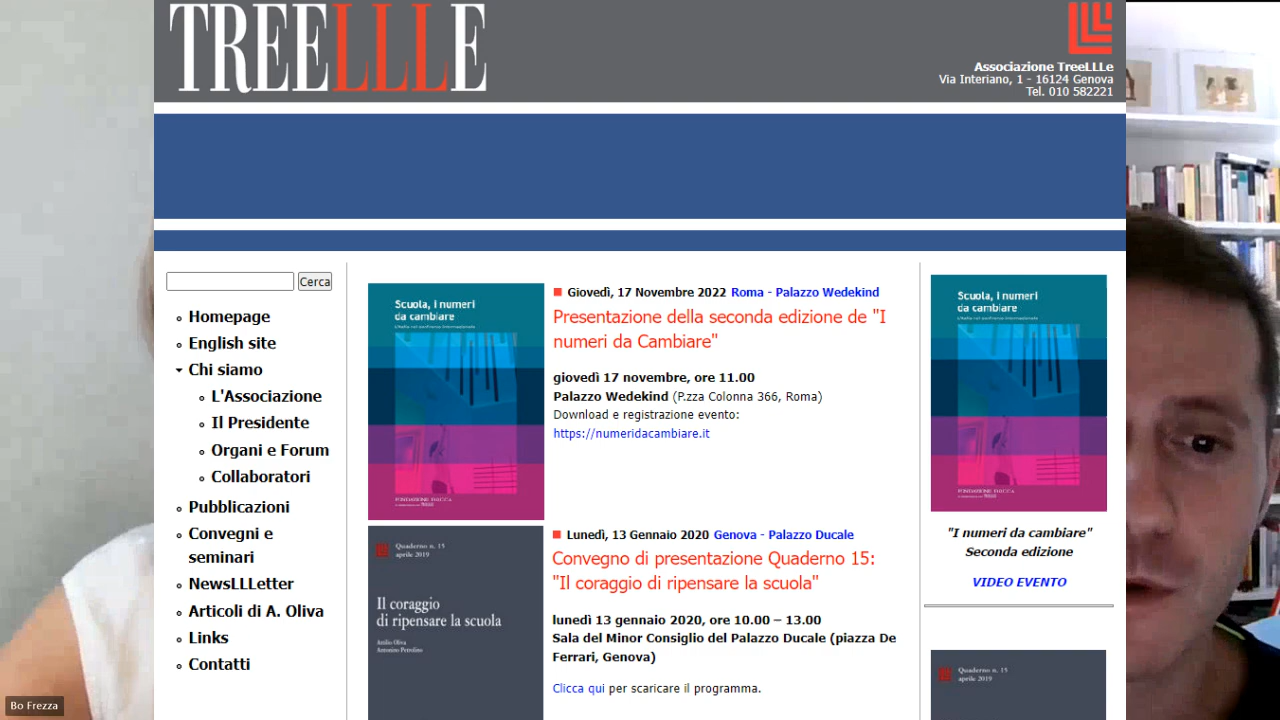 TREELLLE
Associazione TreeLLLe
Via Interiano, 1 - 16124 Genova
Tel. 010 582221
Cerca
Homepage
English site
Chi siamo
L'Associazione
Il Presidente
Organi e Forum
Collaboratori
Pubblicazioni
Convegni e
seminari
NewsLLLetter
Articoli di A. Oliva
Links
Contatti
Scuola, i numeri
da cambiare
Giovedì, 17 Novembre 2022 Roma - Palazzo Wedekind
Presentazione della seconda edizione de "I
numeri da Cambiare"
giovedì 17 novembre, ore 11.00
Palazzo Wedekind (P.zza Colonna 366, Roma)
Download e registrazione evento:
https://numeridacambiare.it
Quaderno n. 15
aprile 2019
Il coraggio
di ripensare la scuola
Attilio Oliva
Antonino Petrolino
Lunedì, 13 Gennaio 2020 Genova - Palazzo Ducale
Convegno di presentazione Quaderno 15:
"Il coraggio di ripensare la scuola"
lunedì 13 gennaio 2020, ore 10.00 – 13.00
Sala del Minor Consiglio del Palazzo Ducale (piazza De
Ferrari, Genova)
Clicca qui per scaricare il programma.
Scuola, i numeri
da cambiare
"I numeri da cambiare"
Seconda edizione
VIDEO EVENTO
Quaderno n. 15
aprile 2019
Bo Frezza